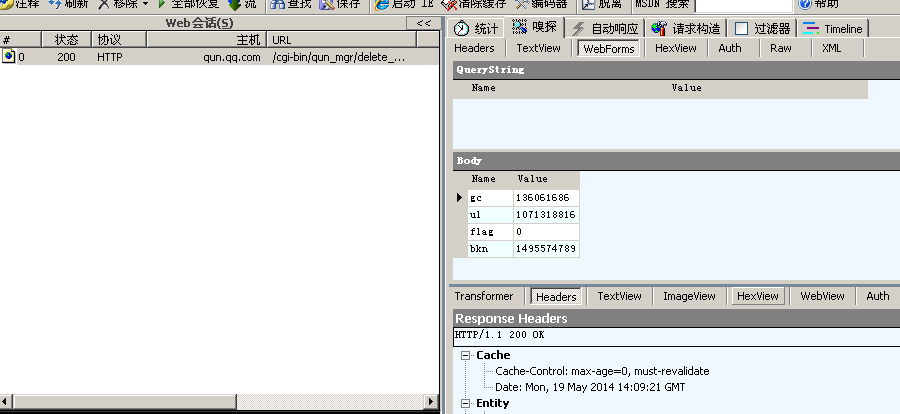 注释 刷新 移除 全部恢复 流 查找 保存 启动 IE 清除缓存 编码器 脱离 MSDN 搜索 帮助
Web会话(S) <<
# 状态 协议 主机 URL
0 200 HTTP qun.qq.com /cgi-bin/qun_mgr/delete_...
统计 嗅探 自动响应 请求构造 过滤器 Timeline
Headers TextView WebForms HexView Auth Raw XML
QueryString
Name Value
Body
Name Value
gc 136061686
ul 1071318816
flag 0
bkn 1495574789
Transformer Headers TextView ImageView HexView WebView Auth
Response Headers
HTTP/1.1 200 OK
Cache
Cache-Control: max-age=0, must-revalidate
Date: Mon, 19 May 2014 14:09:21 GMT
Entity